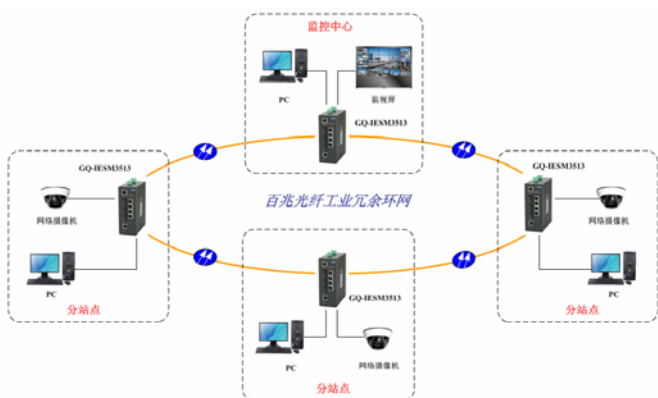 监控中心
PC
监视屏
GQ-IESM3513
GQ-IESM3513
网络摄像机
PC
分站点
百兆光纤工业冗余环网
GQ-IESM3513
网络摄像机
PC
分站点
GQ-IESM3513
PC
网络摄像机
分站点